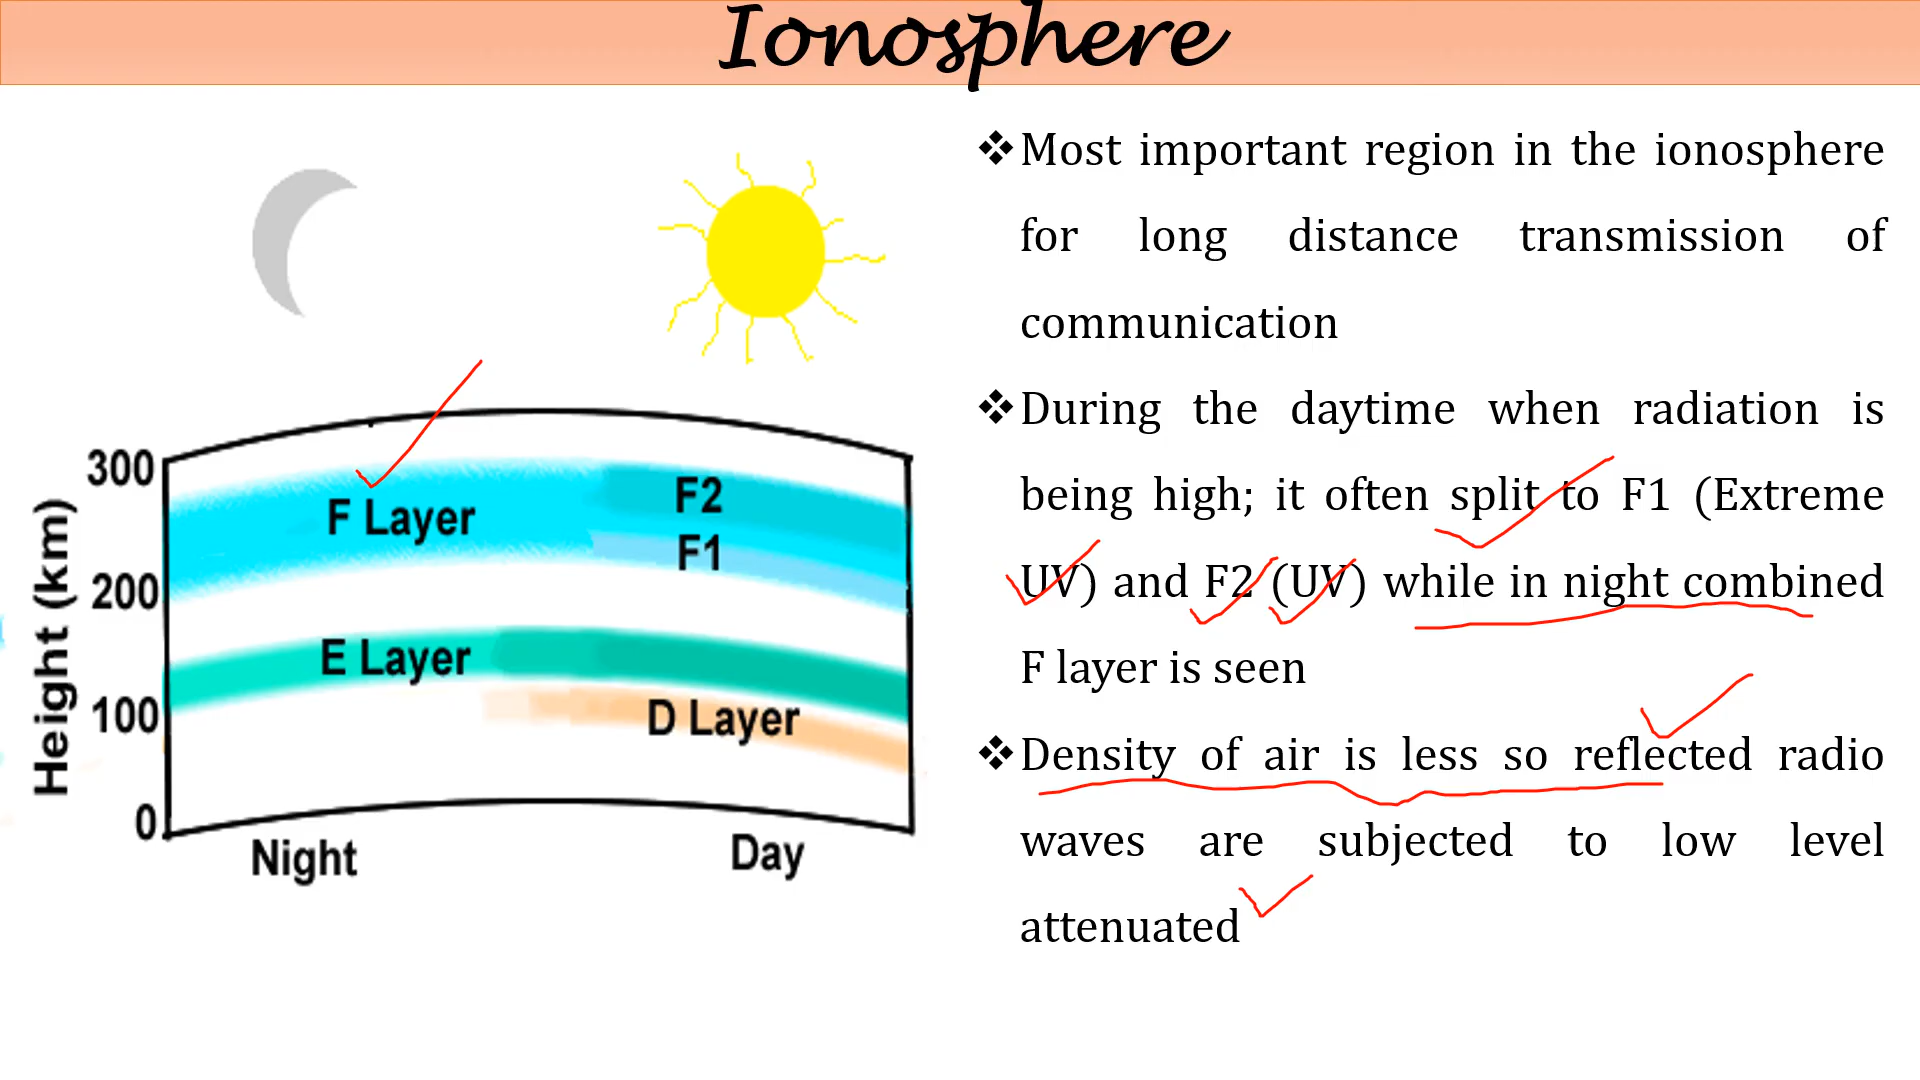 Ionosphere
300
200
100
0
Height (km)
F Layer
F2
F1
E Layer
D Layer
Night
Day
❖Most important region in the ionosphere
for long distance transmission of
communication
❖During the daytime when radiation is
being high; it often split to F1 (Extreme
UV) and F2 (UV) while in night combined
F layer is seen
❖Density of air is less so reflected radio
waves are subjected to low level
attenuated